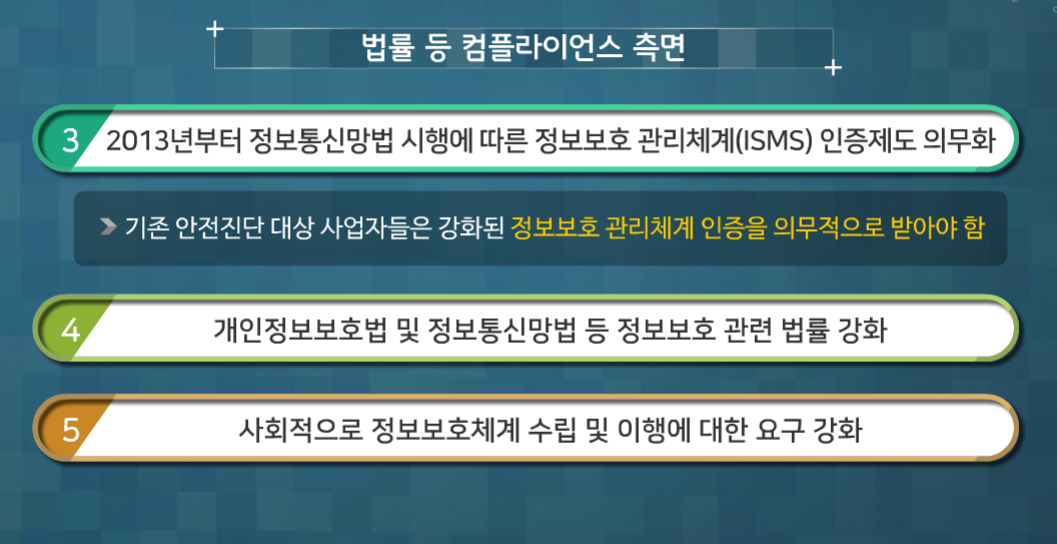 법률 등 컴플라이언스 측면
3 2013년부터 정보통신망법 시행에 따른 정보보호 관리체계(ISMS) 인증제도 의무화
기존 안전진단 대상 사업자들은 강화된 정보보호 관리체계 인증을 의무적으로 받아야 함
4 개인정보보호법 및 정보통신망법 등 정보보호 관련 법률 강화
5 사회적으로 정보보호체계 수립 및 이행에 대한 요구 강화